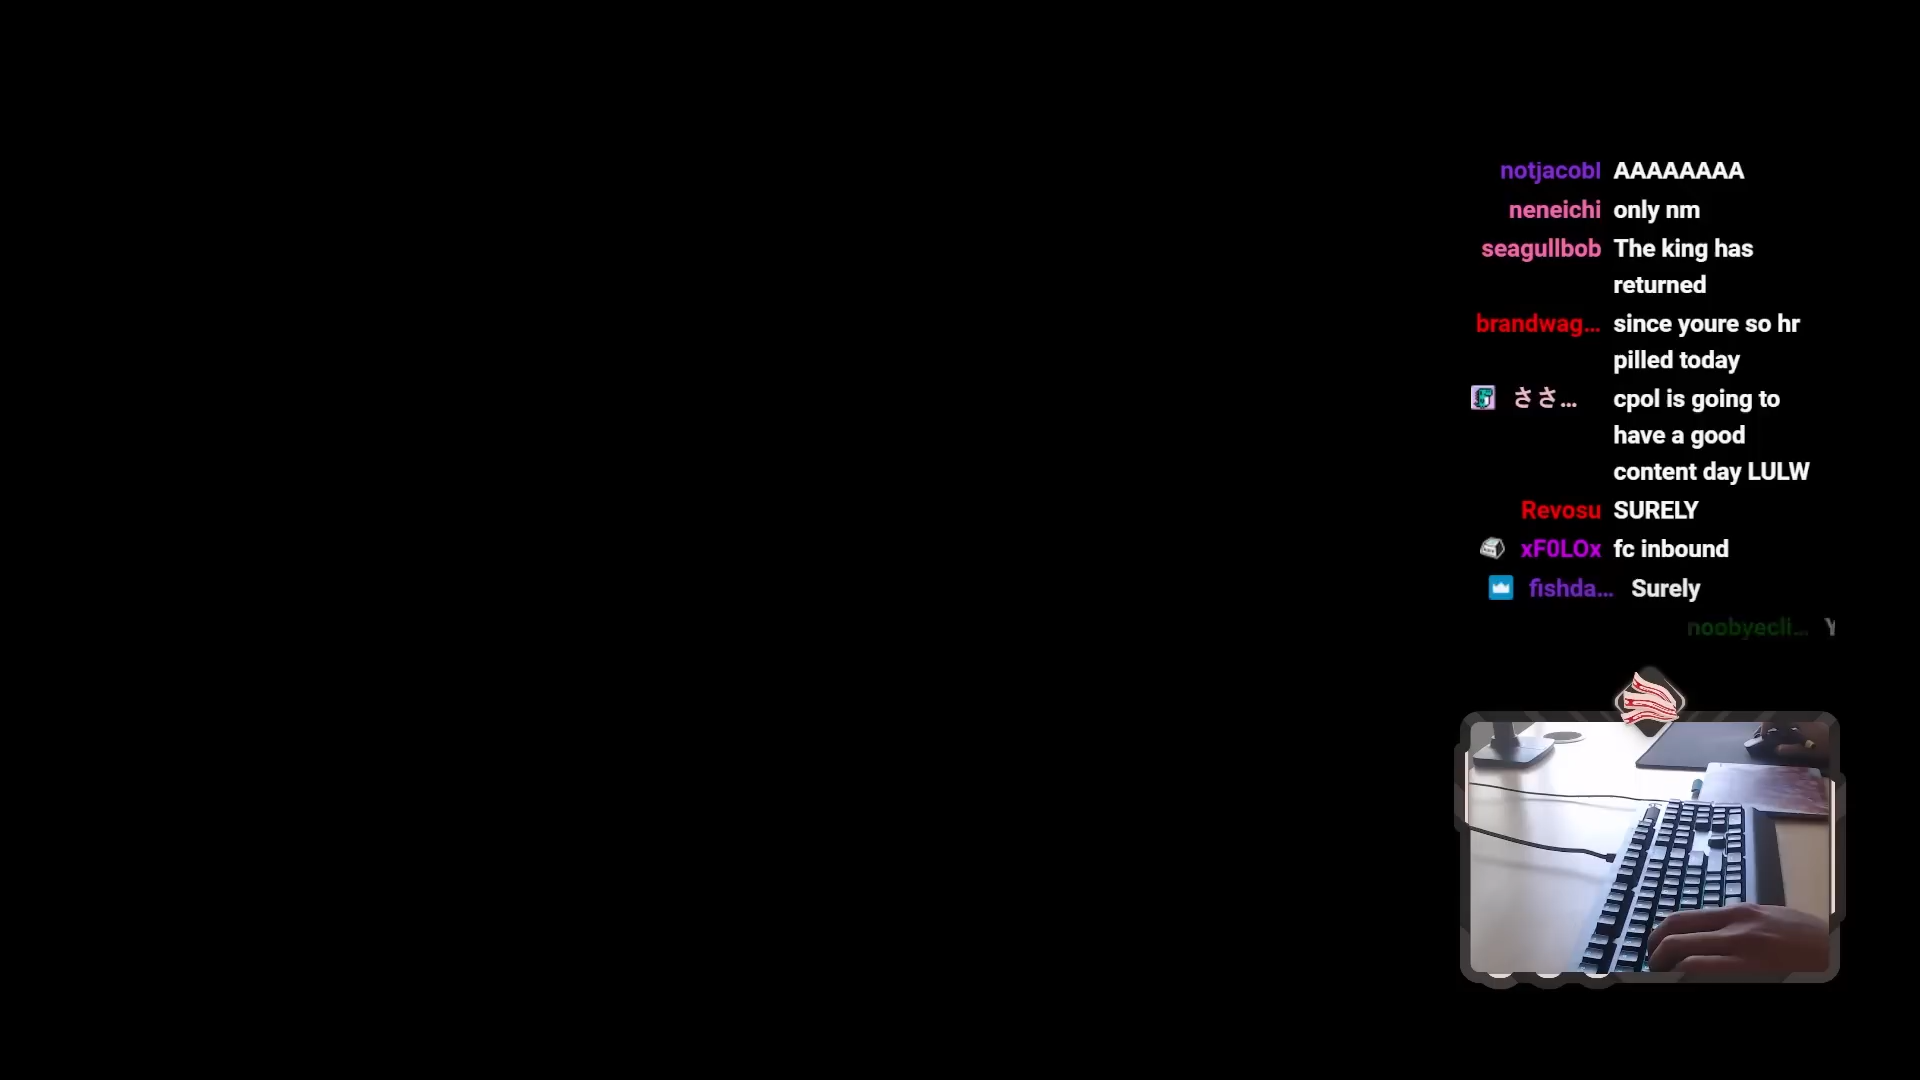 notjacobl AAAAAAAA
neneichi only nm
seagullbob The king has
returned
brandwag... since youre so hr
pilled today
ささ... cpol is going to
have a good
content day LULW
Revosu SURELY
xF0LOx fc inbound
fishda... Surely
noobyecli... Y